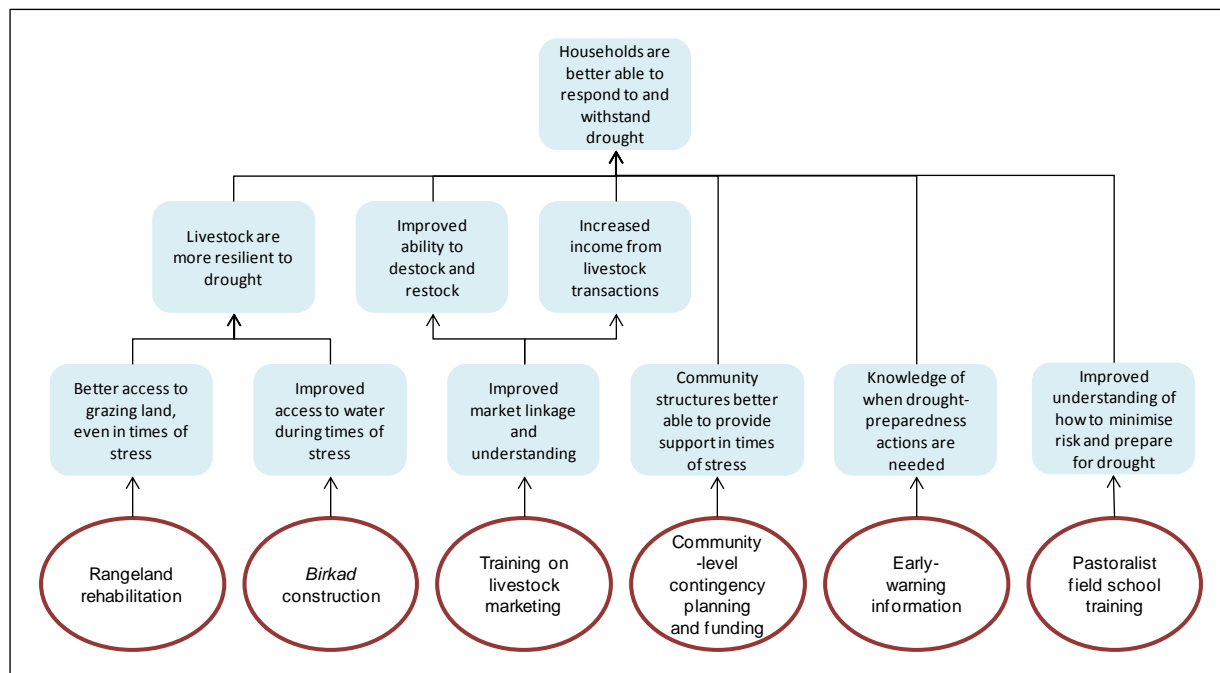 Households are
better able to
respond to and
withstand
drought
Livestock are
more resilient to
drought
Improved
ability to
destock and
restock
Increased
income from
livestock
transactions
Better access to
grazing land,
even in times of
stress
Improved
access to water
during times of
stress
Improved
market linkage
and
understanding
Community
structures better
able to provide
support in times
of stress
Knowledge of
when drought-
preparedness
actions are
needed
Improved
understanding of
how to minimise
risk and prepare
for drought
Rangeland
rehabilitation
Birkad
construction
Training on
livestock
marketing
Community
-level
contingency
planning
and funding
Early-
warning
information
Pastoralist
field school
training